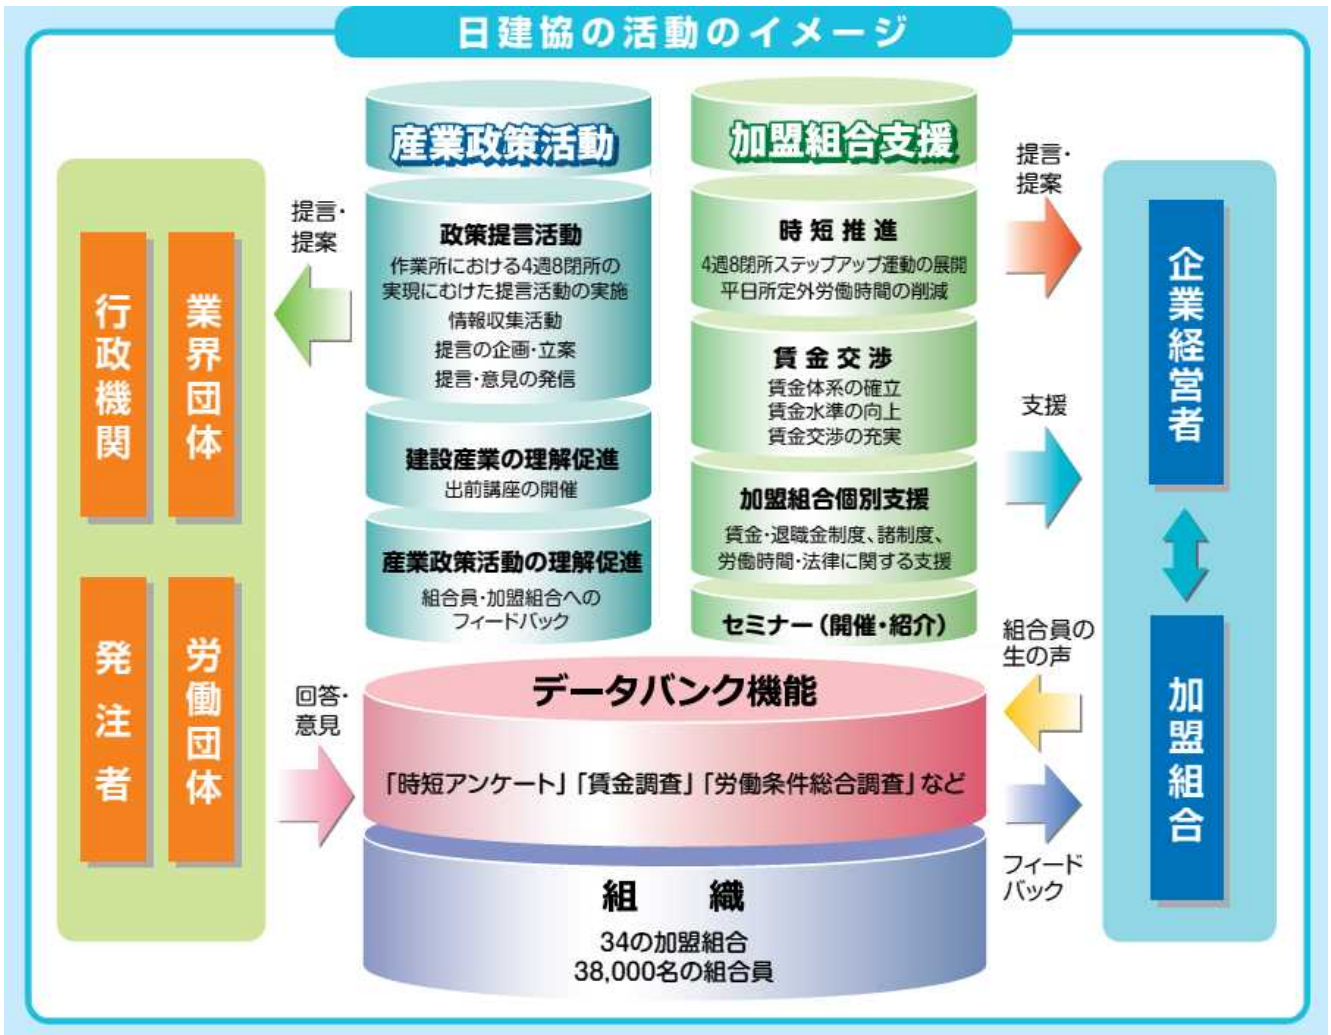 日建協の活動のイメージ
産業政策活動
政策提言活動
作業所における4週8閉所の
実現にむけた提言活動の実施
情報収集活動
提言の企画・立案
提言・意見の発信
建設産業の理解促進
出前講座の開催
産業政策活動の理解促進
組合員・加盟組合への
フィードバック
加盟組合支援
時短推進
4週8閉所ステップアップ運動の展開
平日所定外労働時間の削減
賃金交渉
賃金体系の確立
賃金水準の向上
賃金交渉の充実
加盟組合個別支援
賃金・退職金制度、諸制度、
労働時間・法律に関する支援
セミナー(開催・紹介)
データバンク機能
「時短アンケート」「賃金調査」「労働条件総合調査」など
組織
34の加盟組合
38,000名の組合員
提言・
提案
行政機関
業界団体
発注者
労働団体
回答・
意見
提言・
提案
支援
組合員の
生の声
フィード
バック
企業経営者
加盟組合